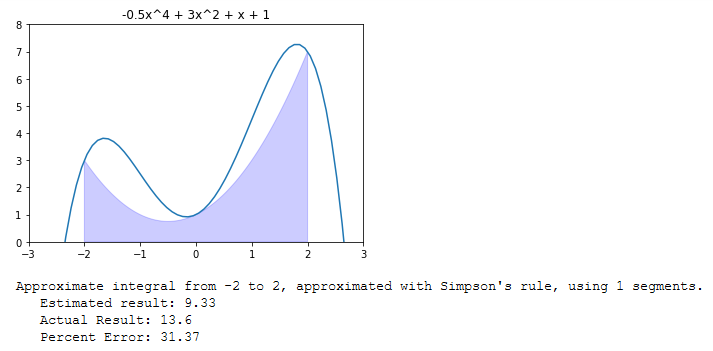 -0.5x^4 + 3x^2 + x + 1
8
7
6
5
4
3
2
1
0
−3 −2 −1 0 1 2 3
Approximate integral from -2 to 2, approximated with Simpson's rule, using 1 segments.
Estimated result: 9.33
Actual Result: 13.6
Percent Error: 31.37